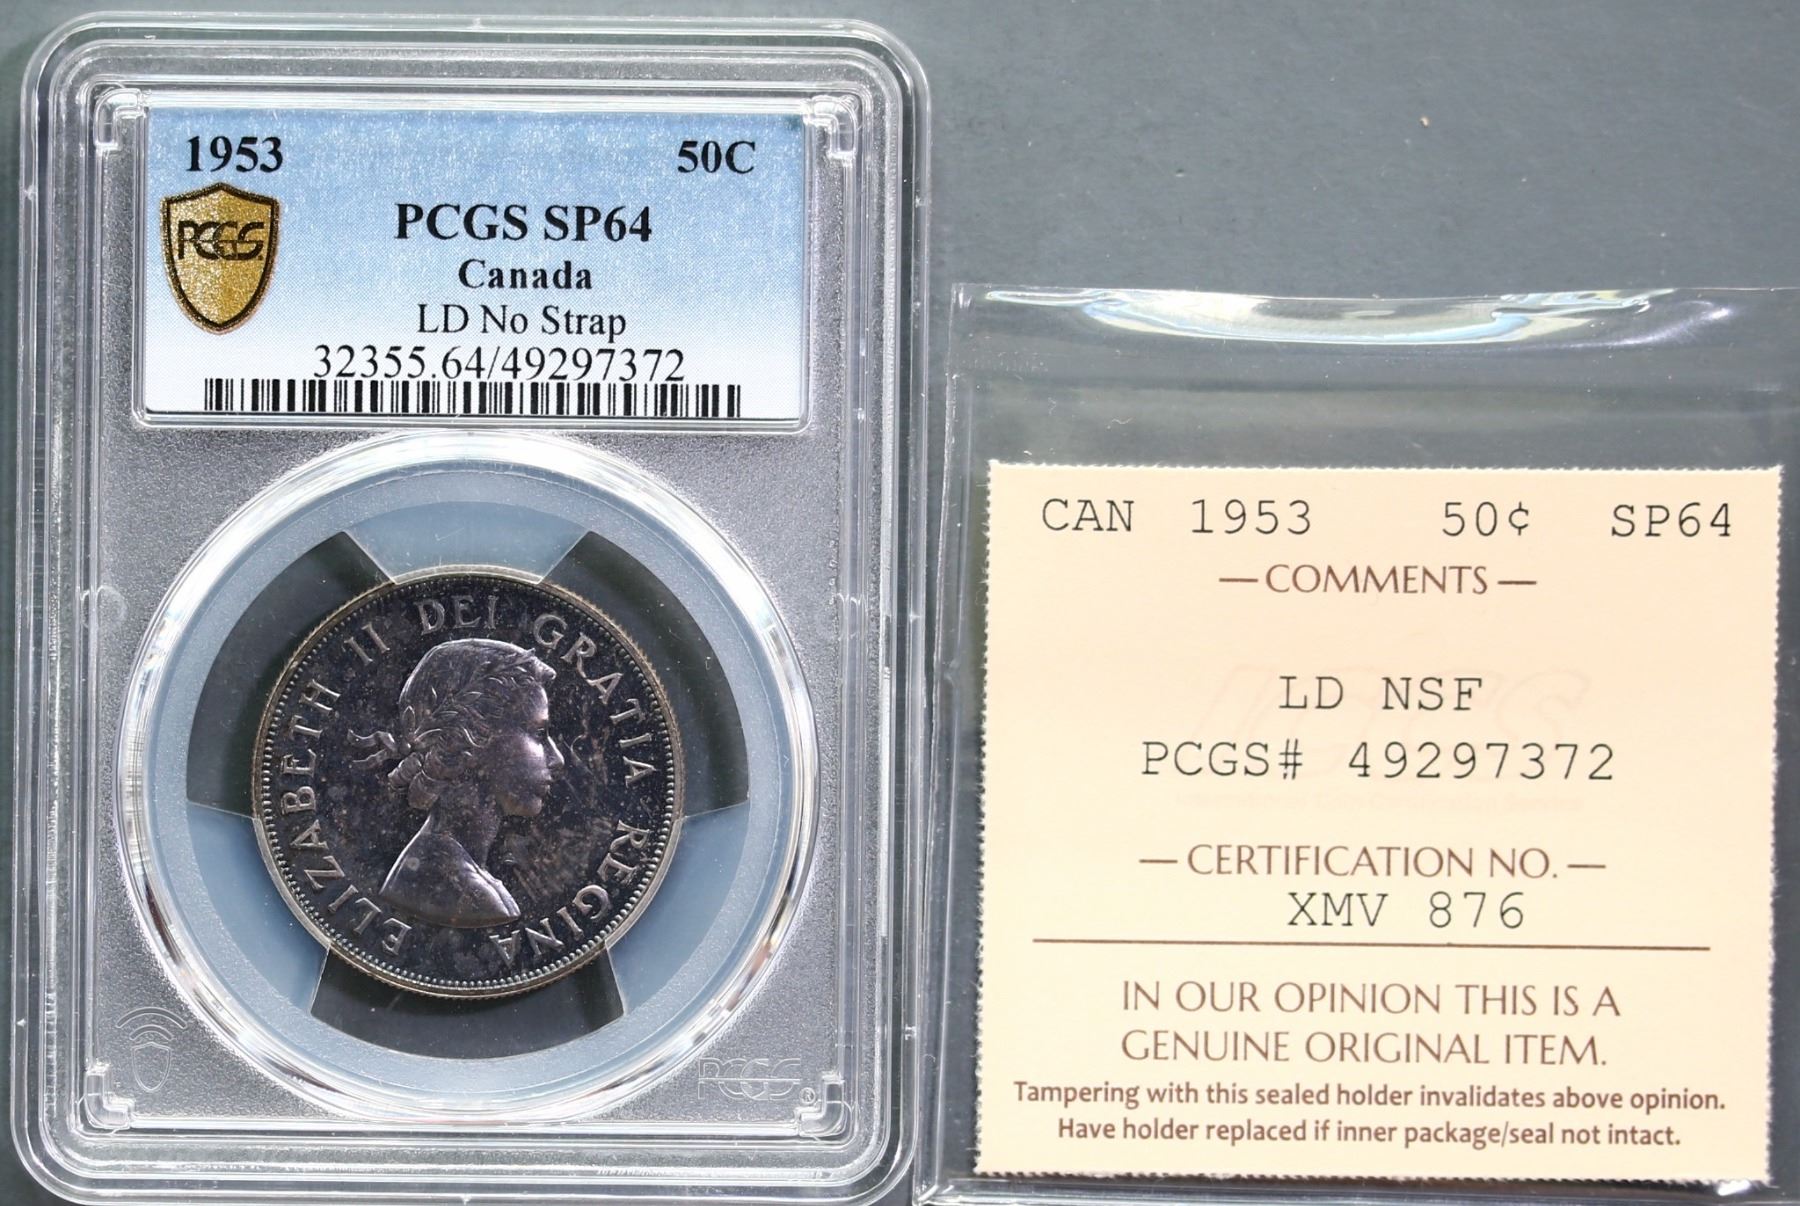 1953 50C
PCGS
PCGS SP64
Canada
LD No Strap
32355.64/49297372
ELIZABETH II DEI GRATIA REGINA
PCGS
CAN 1953 50¢ SP64
— COMMENTS —
LD NSF
PCGS# 49297372
— CERTIFICATION NO. —
XMV 876
IN OUR OPINION THIS IS A
GENUINE ORIGINAL ITEM.
Tampering with this sealed holder invalidates above opinion.
Have holder replaced if inner package/seal not intact.